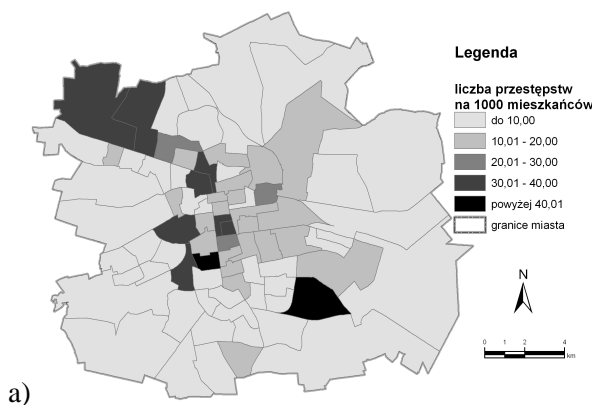 Legenda
liczba przestępstw
na 1000 mieszkańców
do 10,00
10,01 - 20,00
20,01 - 30,00
30,01 - 40,00
powyżej 40,01
granice miasta
N
0 1 2 4
km
a)